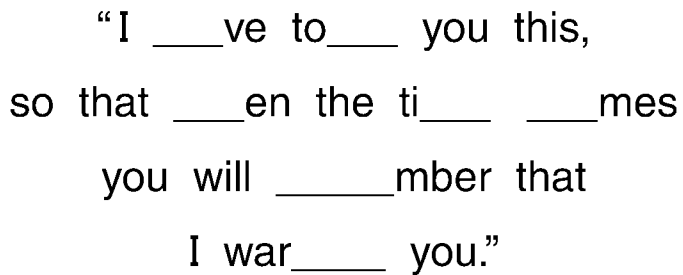 “I ___ve to___ you this,
so that ___en the ti___ ___mes
you will _____mber that
I war____ you.”